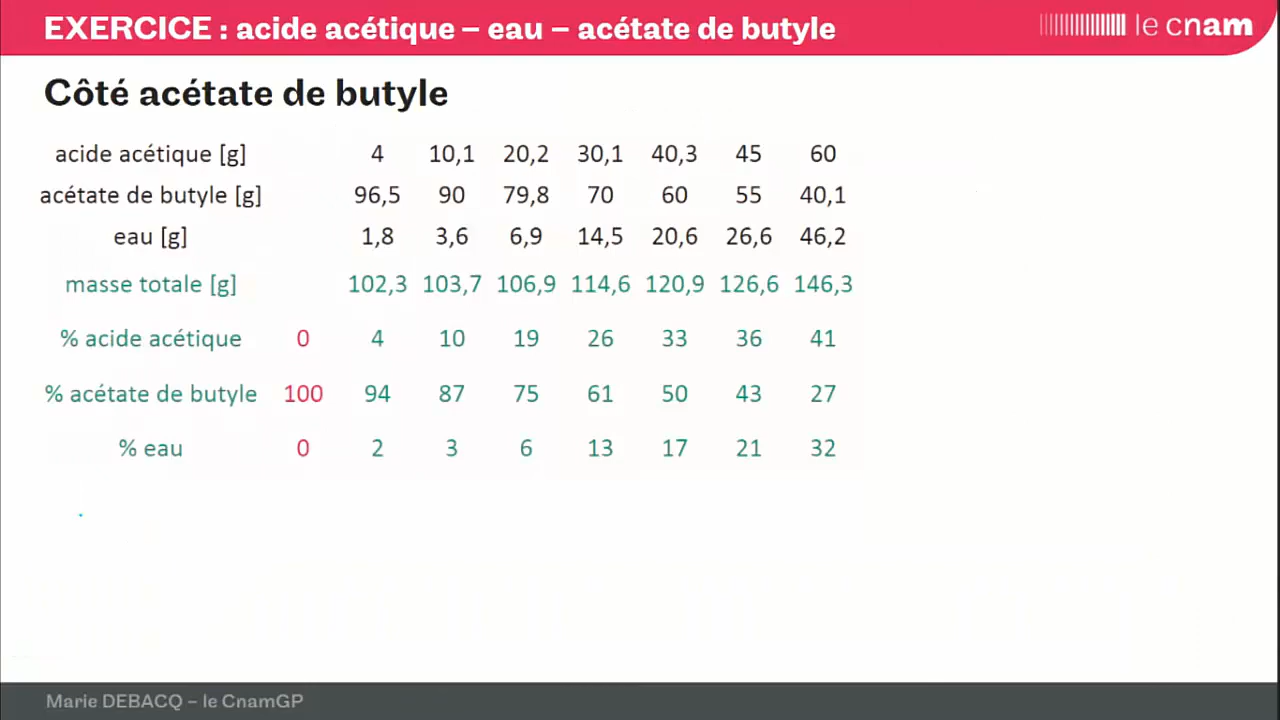 EXERCICE : acide acétique – eau – acétate de butyle
le cnam
Côté acétate de butyle
acide acétique [g] 4 10,1 20,2 30,1 40,3 45 60
acétate de butyle [g] 96,5 90 79,8 70 60 55 40,1
eau [g] 1,8 3,6 6,9 14,5 20,6 26,6 46,2
masse totale [g] 102,3 103,7 106,9 114,6 120,9 126,6 146,3
% acide acétique 0 4 10 19 26 33 36 41
% acétate de butyle 100 94 87 75 61 50 43 27
% eau 0 2 3 6 13 17 21 32
Marie DEBACQ – le CnamGP